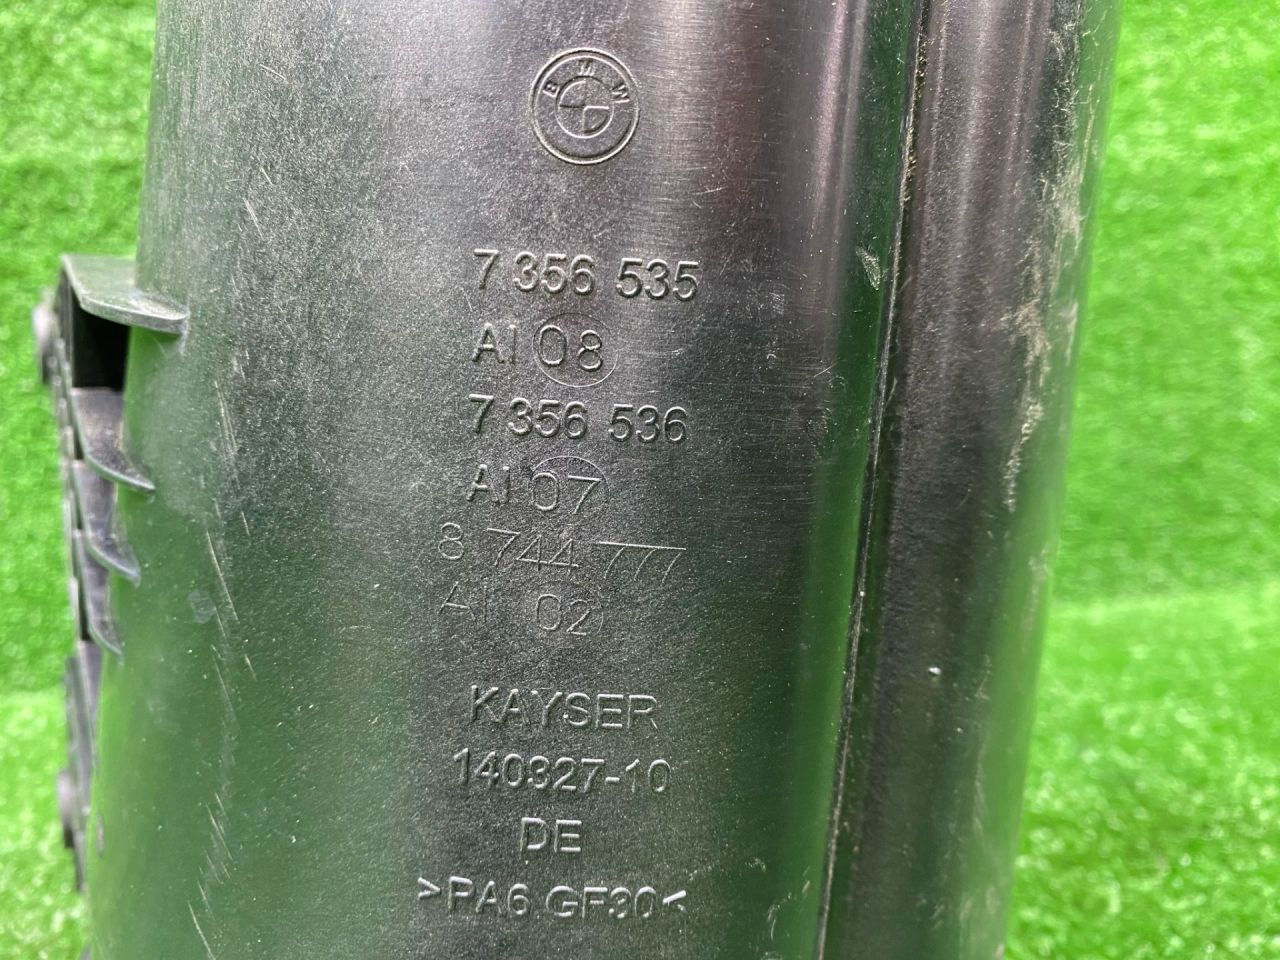 BMW
7 356 535
AI 08
7 356 536
AI 07
8 744 777
AI 02
KAYSER
140327-10
DE
>PA6 GF30<